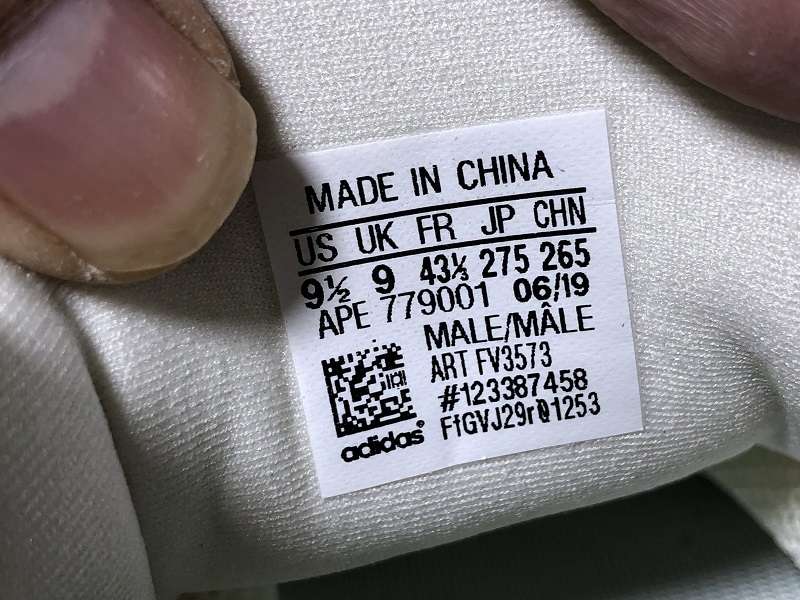 MADE IN CHINA
US UK FR JP CHN
9½ 9 43⅓ 275 265
APE 779001 06/19
MALE/MÂLE
ART FV3573
#123387458
FfGVJ29r01253
adidas®